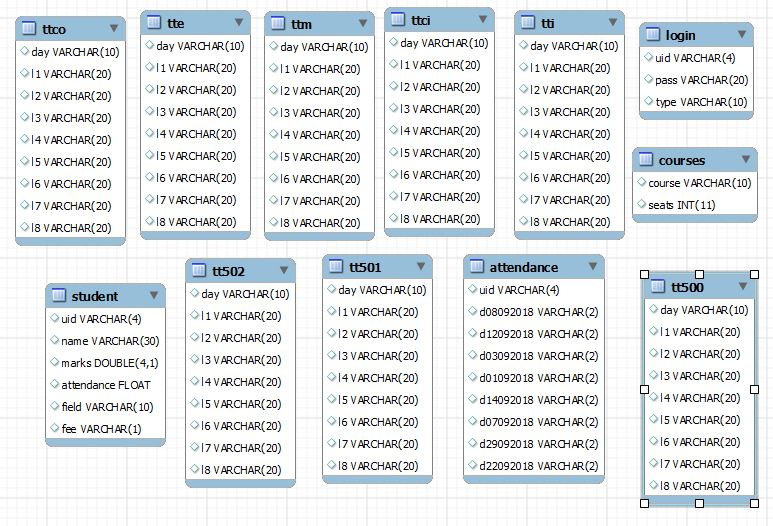 ttco
day VARCHAR(10)
l1 VARCHAR(20)
l2 VARCHAR(20)
l3 VARCHAR(20)
l4 VARCHAR(20)
l5 VARCHAR(20)
l6 VARCHAR(20)
l7 VARCHAR(20)
l8 VARCHAR(20)
tte
day VARCHAR(10)
l1 VARCHAR(20)
l2 VARCHAR(20)
l3 VARCHAR(20)
l4 VARCHAR(20)
l5 VARCHAR(20)
l6 VARCHAR(20)
l7 VARCHAR(20)
l8 VARCHAR(20)
ttm
day VARCHAR(10)
l1 VARCHAR(20)
l2 VARCHAR(20)
l3 VARCHAR(20)
l4 VARCHAR(20)
l5 VARCHAR(20)
l6 VARCHAR(20)
l7 VARCHAR(20)
l8 VARCHAR(20)
ttci
day VARCHAR(10)
l1 VARCHAR(20)
l2 VARCHAR(20)
l3 VARCHAR(20)
l4 VARCHAR(20)
l5 VARCHAR(20)
l6 VARCHAR(20)
l7 VARCHAR(20)
l8 VARCHAR(20)
tti
day VARCHAR(10)
l1 VARCHAR(20)
l2 VARCHAR(20)
l3 VARCHAR(20)
l4 VARCHAR(20)
l5 VARCHAR(20)
l6 VARCHAR(20)
l7 VARCHAR(20)
l8 VARCHAR(20)
login
uid VARCHAR(4)
pass VARCHAR(20)
type VARCHAR(10)
courses
course VARCHAR(10)
seats INT(11)
student
uid VARCHAR(4)
name VARCHAR(30)
marks DOUBLE(4,1)
attendance FLOAT
field VARCHAR(10)
fee VARCHAR(1)
tt502
day VARCHAR(10)
l1 VARCHAR(20)
l2 VARCHAR(20)
l3 VARCHAR(20)
l4 VARCHAR(20)
l5 VARCHAR(20)
l6 VARCHAR(20)
l7 VARCHAR(20)
l8 VARCHAR(20)
tt501
day VARCHAR(10)
l1 VARCHAR(20)
l2 VARCHAR(20)
l3 VARCHAR(20)
l4 VARCHAR(20)
l5 VARCHAR(20)
l6 VARCHAR(20)
l7 VARCHAR(20)
l8 VARCHAR(20)
attendance
uid VARCHAR(4)
d08092018 VARCHAR(2)
d12092018 VARCHAR(2)
d03092018 VARCHAR(2)
d01092018 VARCHAR(2)
d14092018 VARCHAR(2)
d07092018 VARCHAR(2)
d29092018 VARCHAR(2)
d22092018 VARCHAR(2)
tt500
day VARCHAR(10)
l1 VARCHAR(20)
l2 VARCHAR(20)
l3 VARCHAR(20)
l4 VARCHAR(20)
l5 VARCHAR(20)
l6 VARCHAR(20)
l7 VARCHAR(20)
l8 VARCHAR(20)